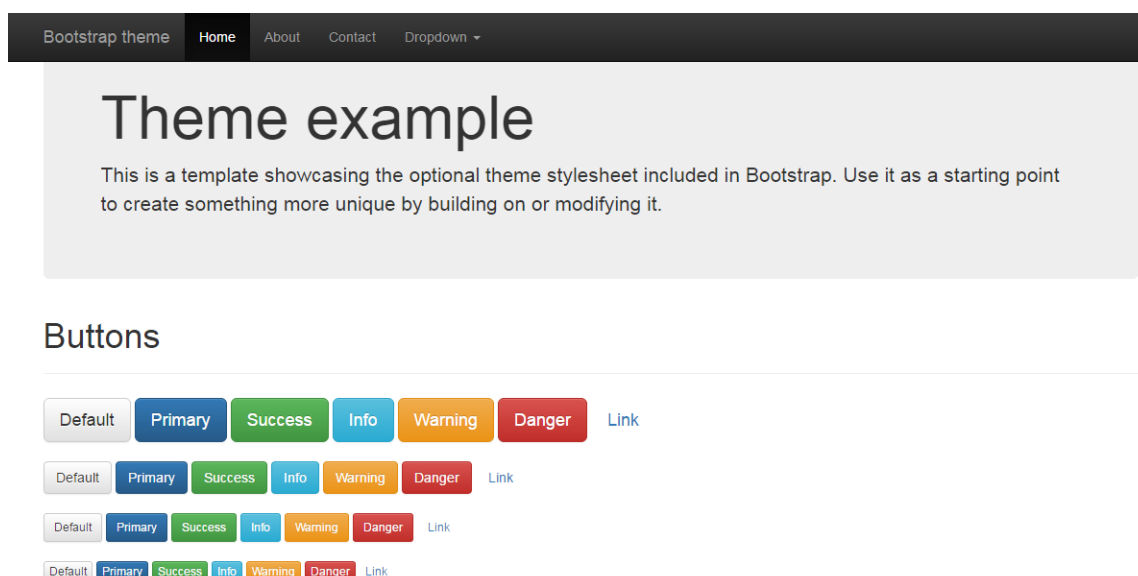 Bootstrap theme Home About Contact Dropdown
Theme example
This is a template showcasing the optional theme stylesheet included in Bootstrap. Use it as a starting point
to create something more unique by building on or modifying it.
Buttons
Default Primary Success Info Warning Danger Link
Default Primary Success Info Warning Danger Link
Default Primary Success Info Warning Danger Link
Default Primary Success Info Warning Danger Link